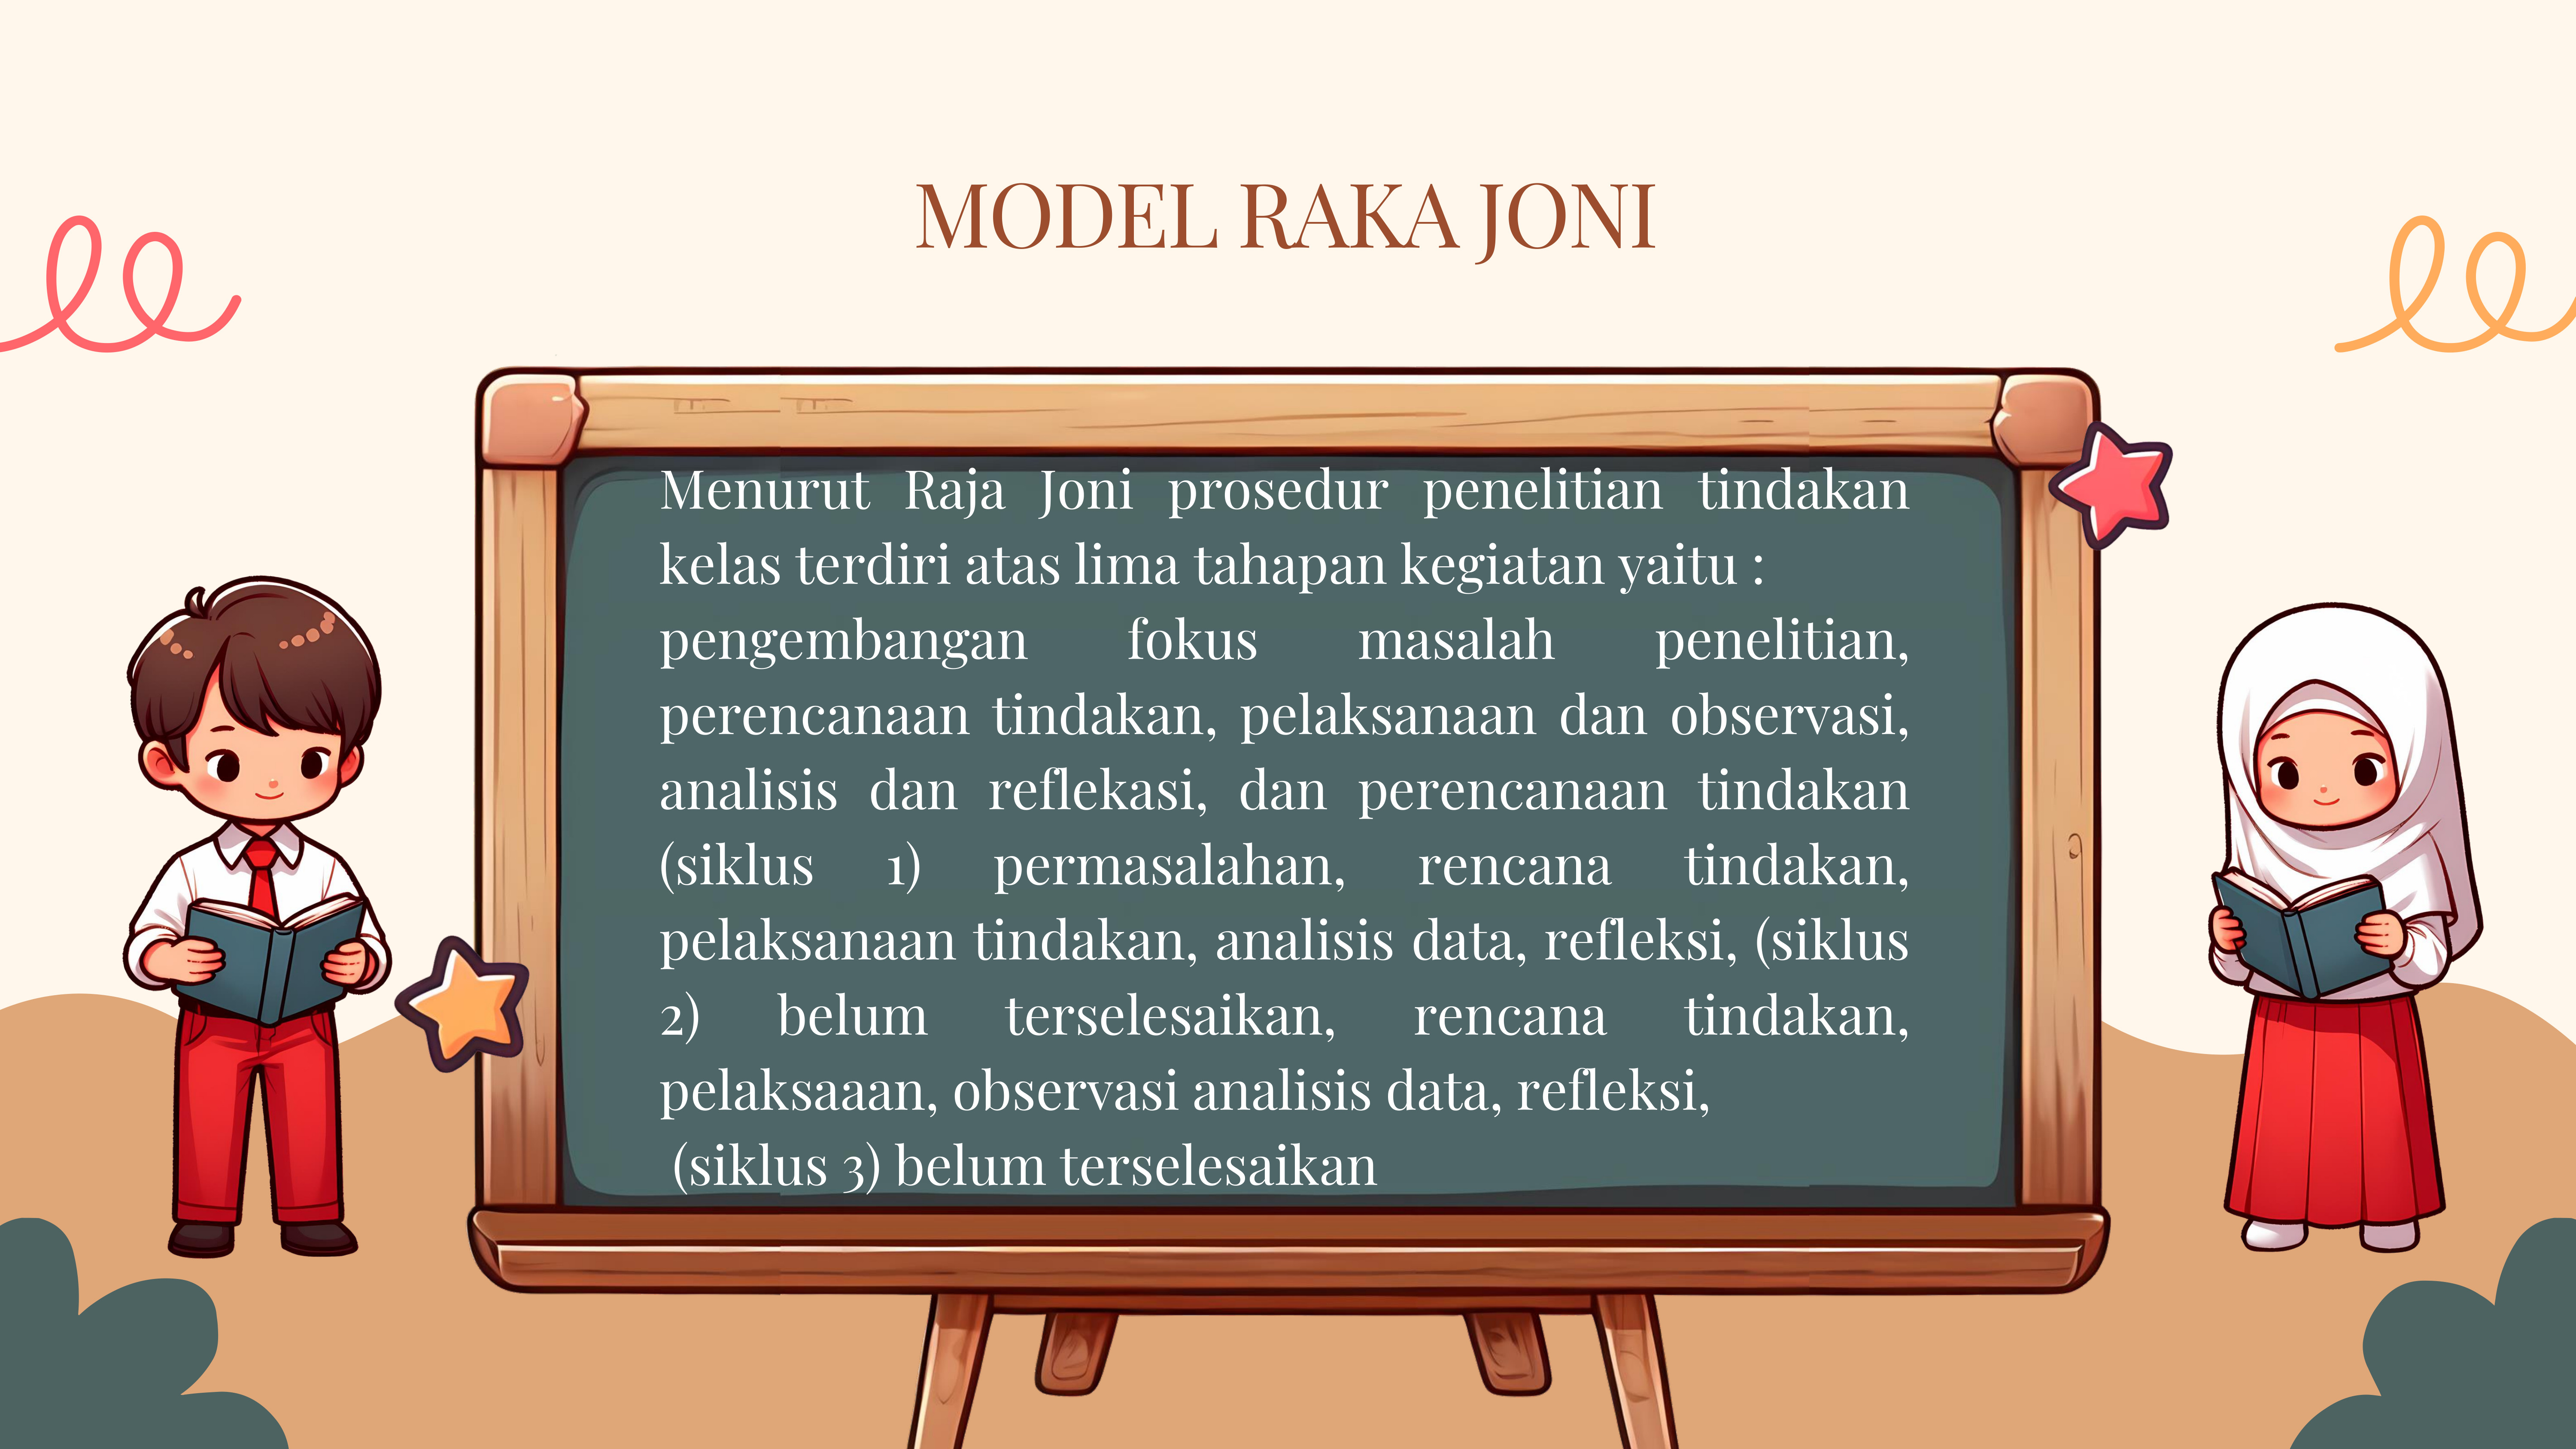 MODEL RAKA JONI
Menurut Raja Joni prosedur penelitian tindakan
kelas terdiri atas lima tahapan kegiatan yaitu :
pengembangan fokus masalah penelitian,
perencanaan tindakan, pelaksanaan dan observasi,
analisis dan reflekasi, dan perencanaan tindakan
(siklus 1) permasalahan, rencana tindakan,
pelaksanaan tindakan, analisis data, refleksi, (siklus
2) belum terselesaikan, rencana tindakan,
pelaksaaan, observasi analisis data, refleksi,
(siklus 3) belum terselesaikan